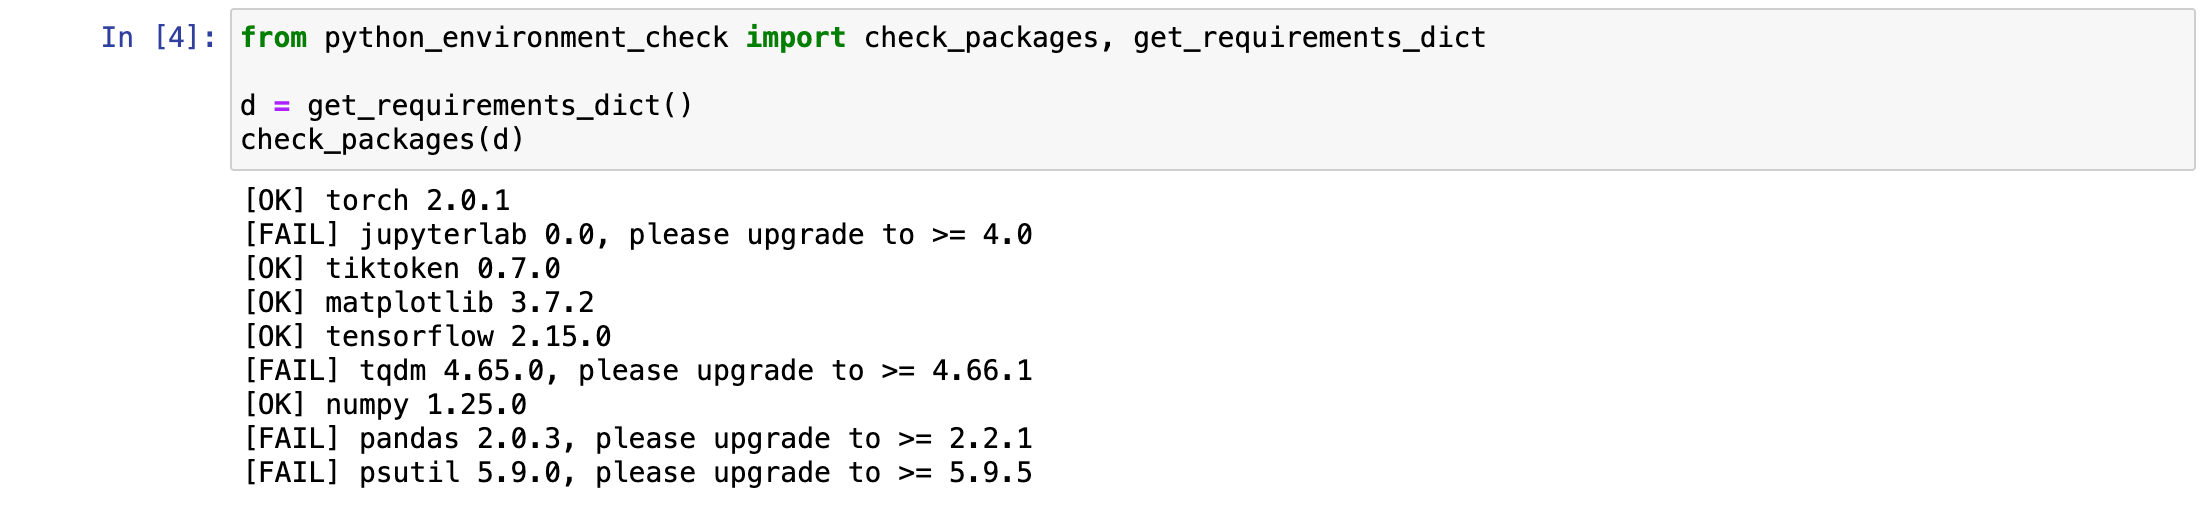 In [4]: from python_environment_check import check_packages, get_requirements_dict
d = get_requirements_dict()
check_packages(d)
[OK] torch 2.0.1
[FAIL] jupyterlab 0.0, please upgrade to >= 4.0
[OK] tiktoken 0.7.0
[OK] matplotlib 3.7.2
[OK] tensorflow 2.15.0
[FAIL] tqdm 4.65.0, please upgrade to >= 4.66.1
[OK] numpy 1.25.0
[FAIL] pandas 2.0.3, please upgrade to >= 2.2.1
[FAIL] psutil 5.9.0, please upgrade to >= 5.9.5